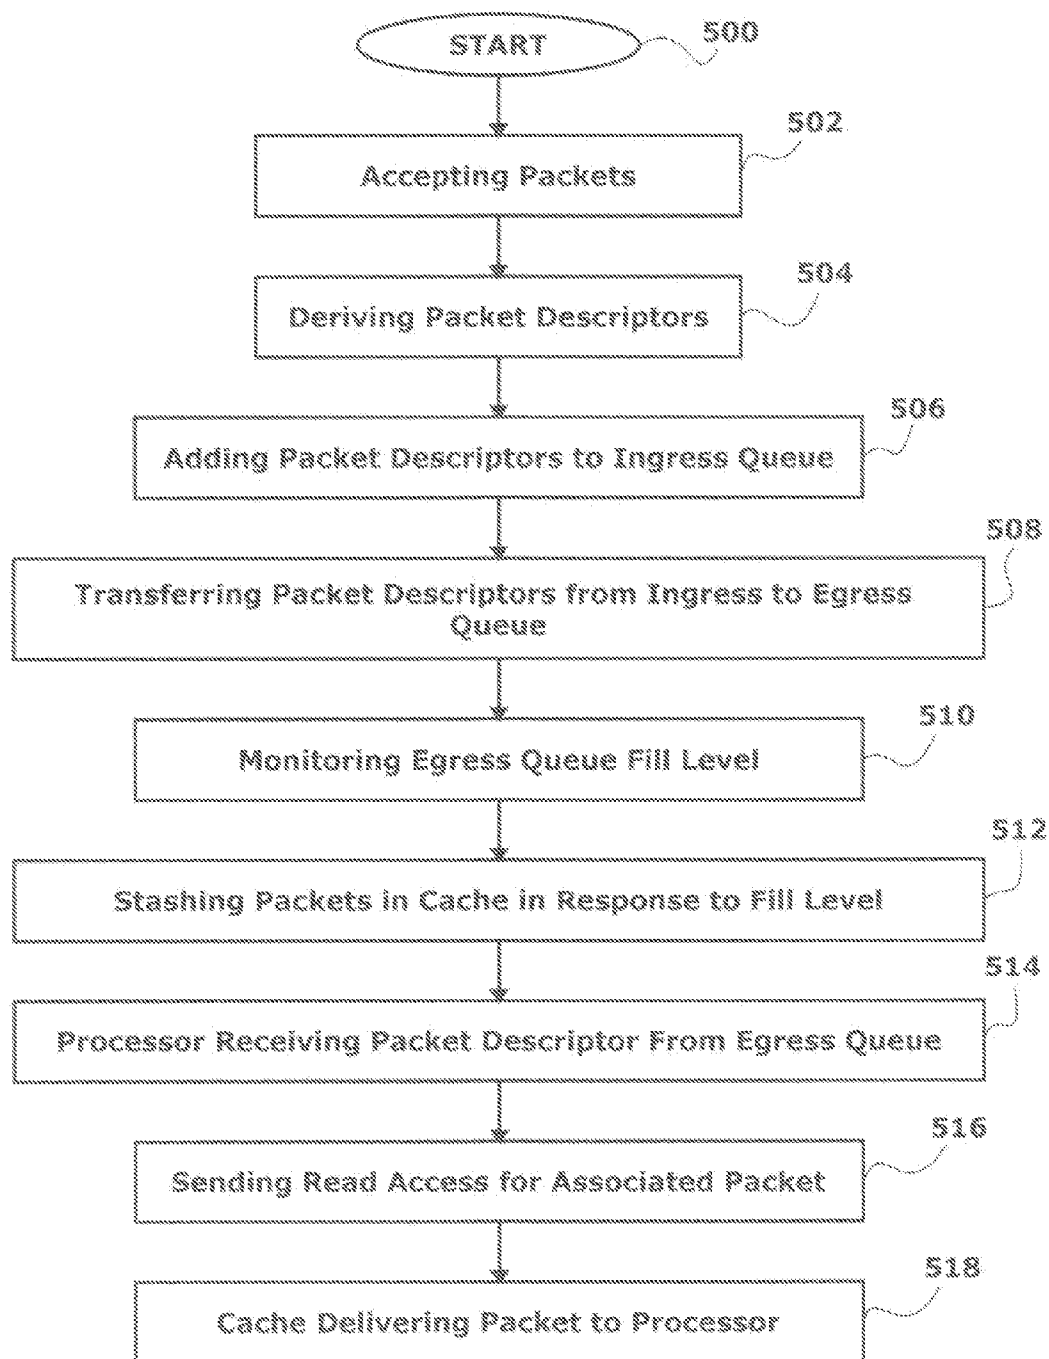 START
500
502
Accepting Packets
504
Deriving Packet Descriptors
506
Adding Packet Descriptors to Ingress Queue
508
Transferring Packet Descriptors from Ingress to Egress
Queue
510
Monitoring Egress Queue Fill Level
512
Stashing Packets in Cache in Response to Fill Level
514
Processor Receiving Packet Descriptor From Egress Queue
516
Sending Read Access for Associated Packet
518
Cache Delivering Packet to Processor